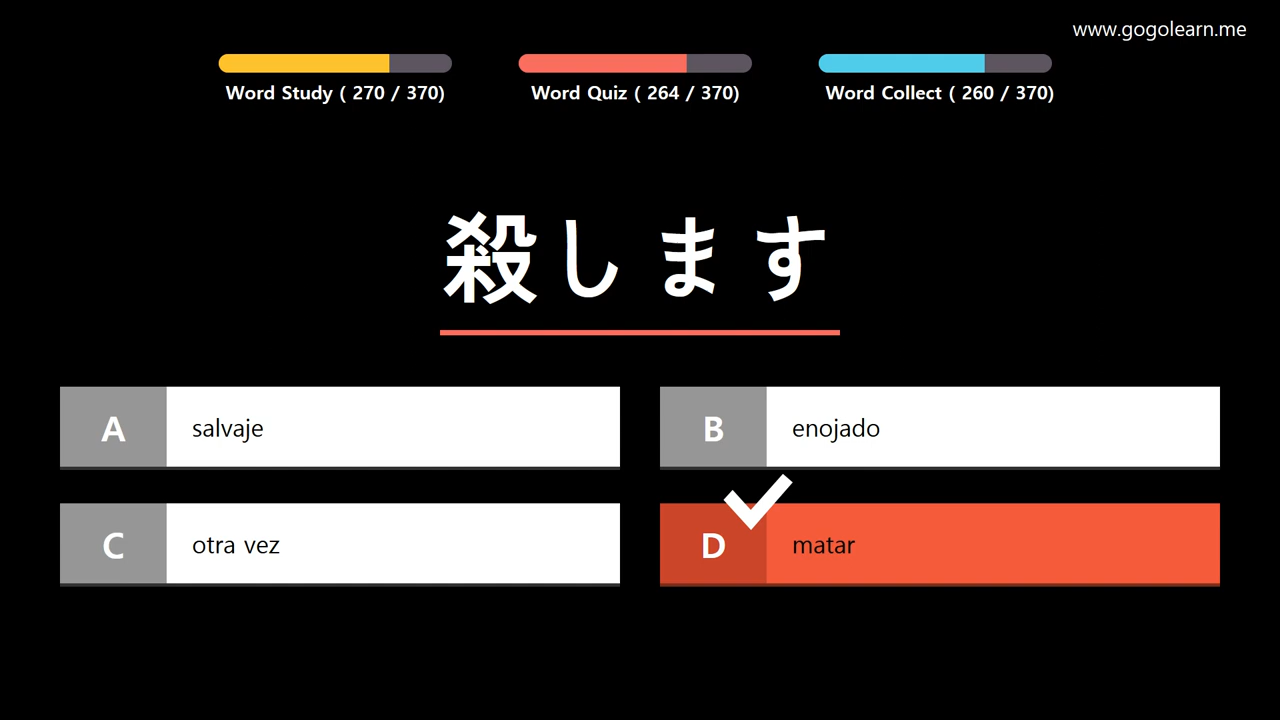 www.gogolearn.me
Word Study ( 270 / 370)
Word Quiz ( 264 / 370)
Word Collect ( 260 / 370)
殺します
A salvaje
B enojado
C otra vez
D matar